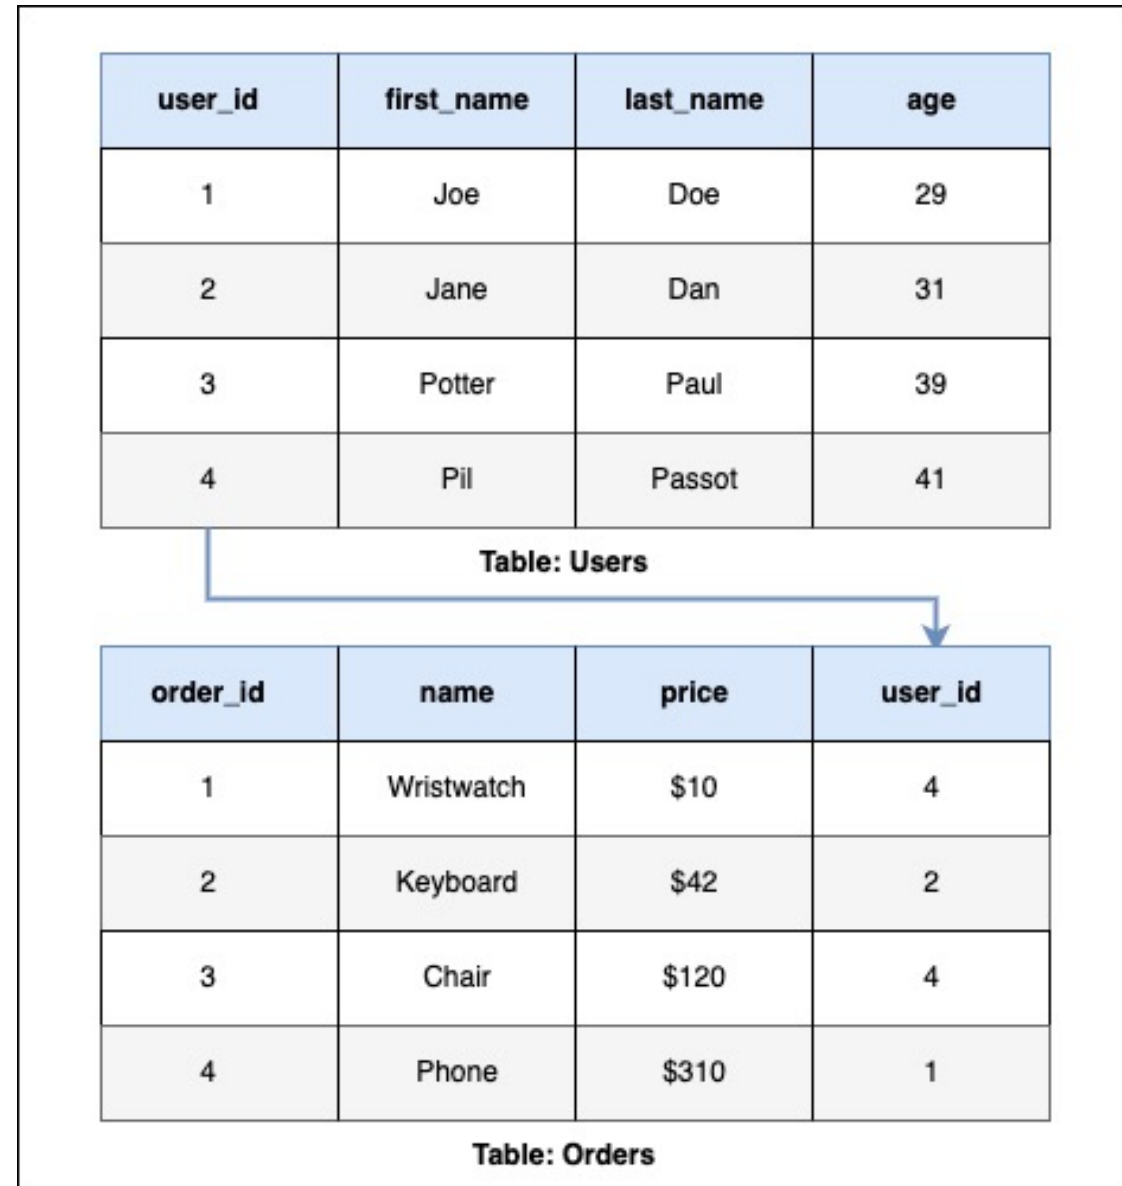 user_id first_name last_name age
1 Joe Doe 29
2 Jane Dan 31
3 Potter Paul 39
4 Pil Passot 41
Table: Users
order_id name price user_id
1 Wristwatch $10 4
2 Keyboard $42 2
3 Chair $120 4
4 Phone $310 1
Table: Orders